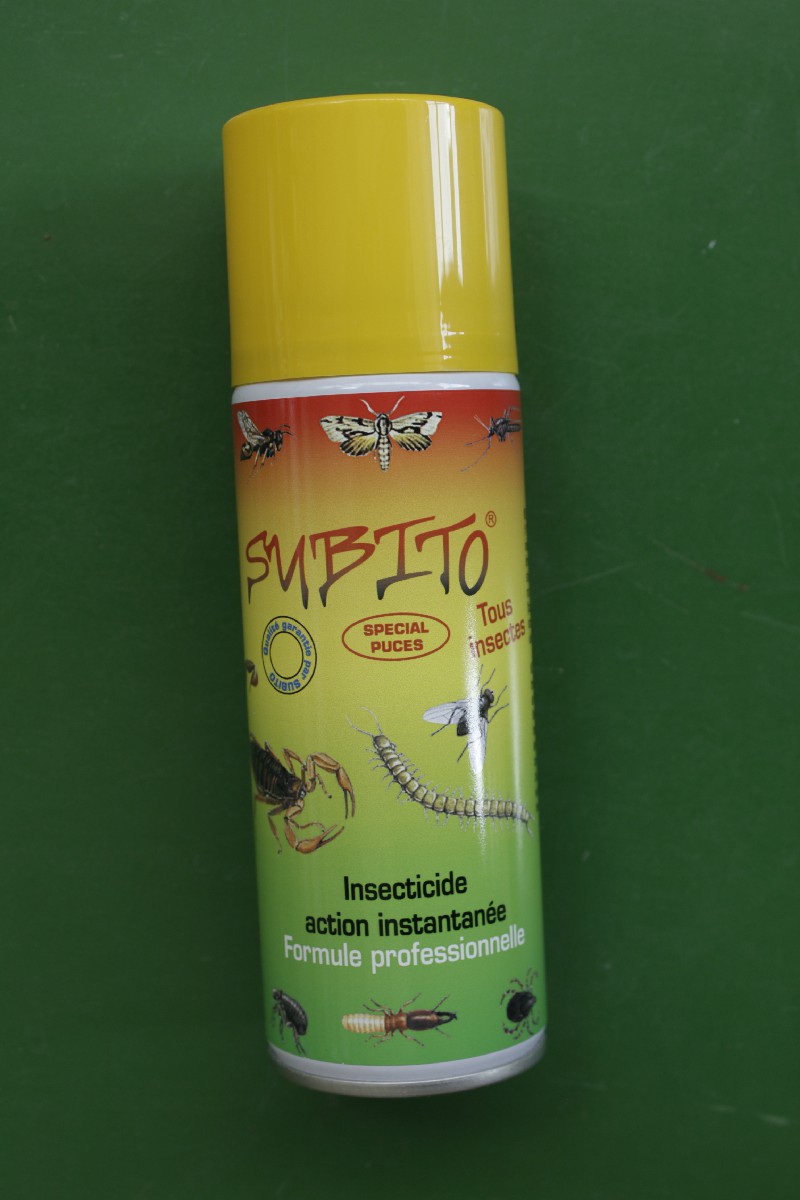 SUBITO®
Qualité garantie par SUBITO
SPECIAL
PUCES
Tous
insectes
Insecticide
action instantanée
Formule professionnelle